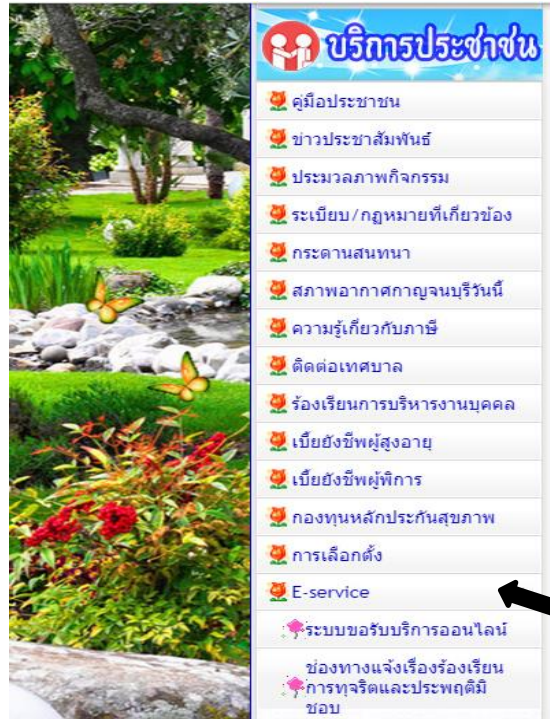 บริการประชาชน
คู่มือประชาชน
ข่าวประชาสัมพันธ์
ประมวลภาพกิจกรรม
ระเบียบ/กฎหมายที่เกี่ยวข้อง
กระดานสนทนา
สภาพอากาศกาญจนบุรีวันนี้
ความรู้เกี่ยวกับภาษี
ติดต่อเทศบาล
ร้องเรียนการบริหารงานบุคคล
เบี้ยยังชีพผู้สูงอายุ
เบี้ยยังชีพผู้พิการ
กองทุนหลักประกันสุขภาพ
การเลือกตั้ง
E-service
ระบบขอรับบริการออนไลน์
ช่องทางแจ้งเรื่องร้องเรียน
การทุจริตและประพฤติมิ
ชอบ